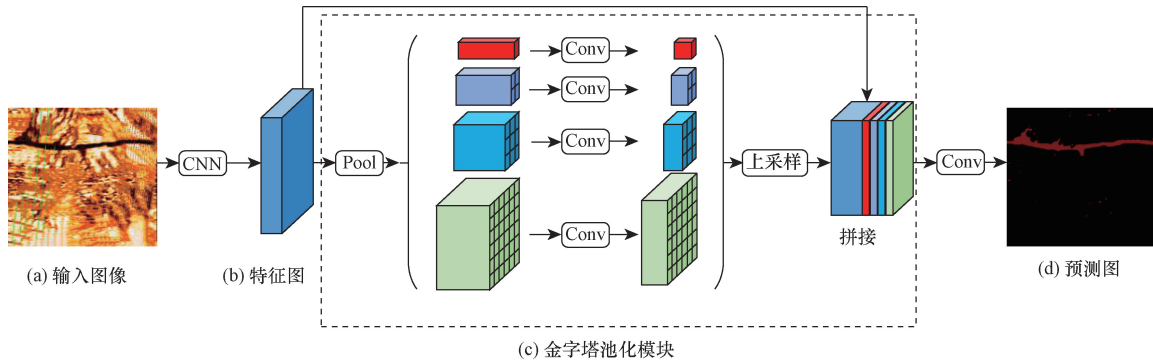 Conv
Conv
CNN
Pool
Conv
上采样
Conv
Conv
拼接
(a) 输入图像
(b) 特征图
(d) 预测图
(c) 金字塔池化模块